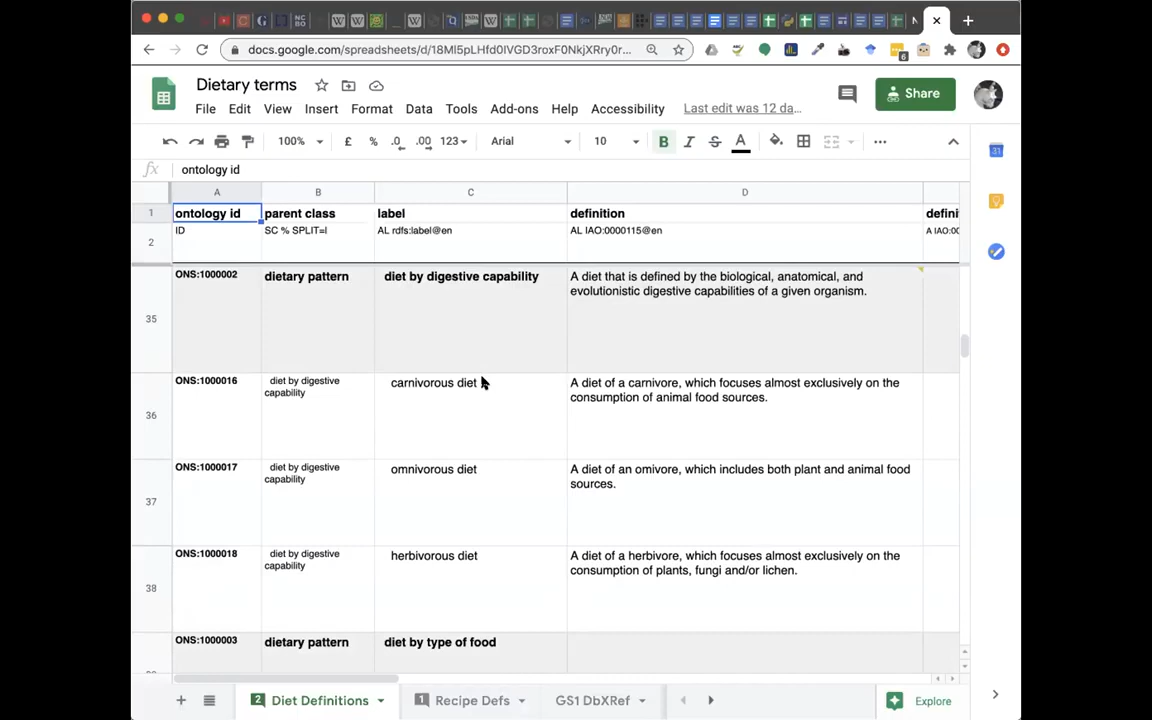 docs.google.com/spreadsheets/d/18Ml5pLHfd0lVGD3roxF0NkjXRry0r...
6
Dietary terms
File Edit View Insert Format Data Tools Add-ons Help Accessibility Last edit was 12 da...
Share
100% £ % .0 .00 123 Arial 10 B I S A ...
31
fx ontology id
A B C D
1 ontology id parent class label definition defini
2 ID SC % SPLIT=| AL rdfs:label@en AL IAO:0000115@en A IAO:00
35 ONS:1000002 dietary pattern diet by digestive capability A diet that is defined by the biological, anatomical, and
evolutionistic digestive capabilities of a given organism.
36 ONS:1000016 diet by digestive carnivorous diet A diet of a carnivore, which focuses almost exclusively on the
capability consumption of animal food sources.
37 ONS:1000017 diet by digestive omnivorous diet A diet of an omivore, which includes both plant and animal food
capability sources.
38 ONS:1000018 diet by digestive herbivorous diet A diet of a herbivore, which focuses almost exclusively on the
capability consumption of plants, fungi and/or lichen.
ONS:1000003 dietary pattern diet by type of food
2 Diet Definitions 1 Recipe Defs GS1 DbXRef Explore